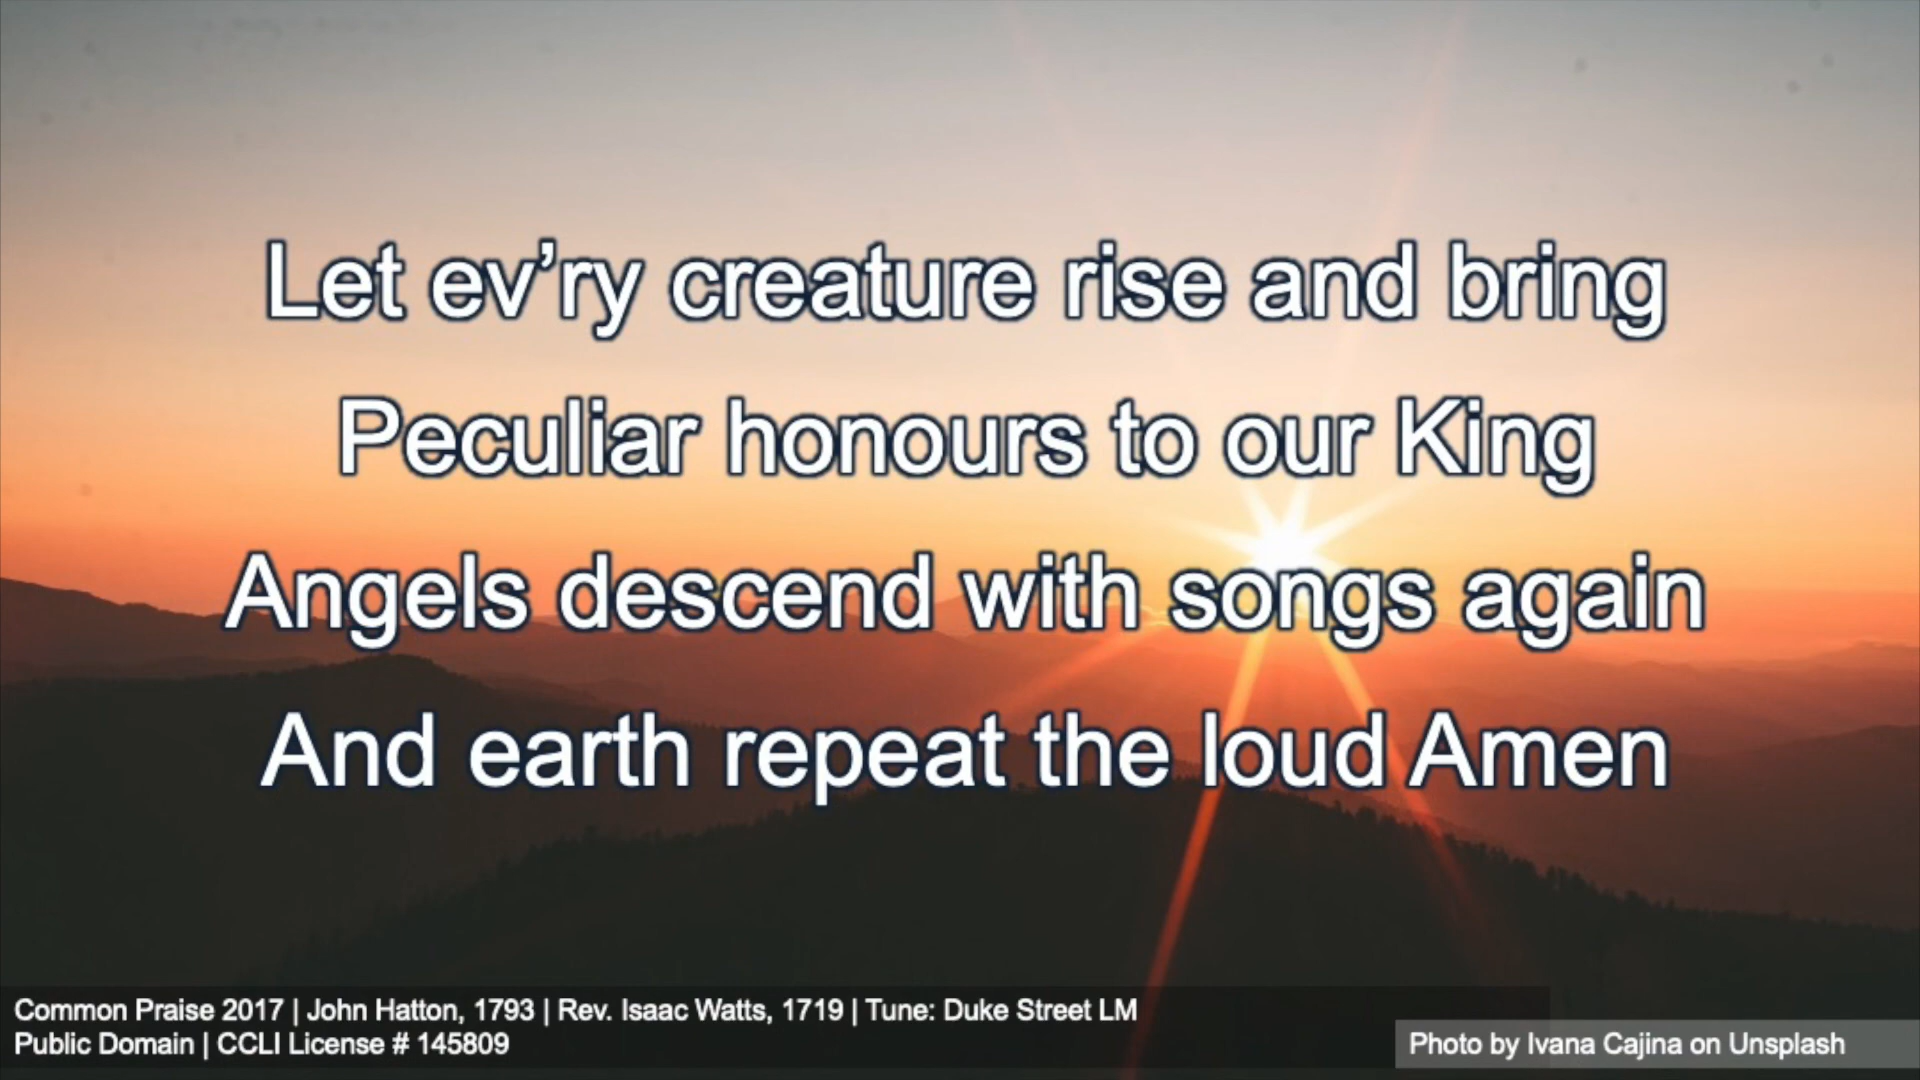 Let ev’ry creature rise and bring
Peculiar honours to our King
Angels descend with songs again
And earth repeat the loud Amen
Common Praise 2017 | John Hatton, 1793 | Rev. Isaac Watts, 1719 | Tune: Duke Street LM
Public Domain | CCLI License # 145809
Photo by Ivana Cajina on Unsplash